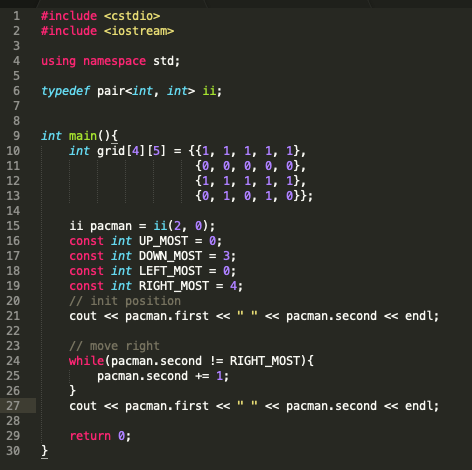 1 #include <cstdio>
2 #include <iostream>
3
4 using namespace std;
5
6 typedef pair<int, int> ii;
7
8
9 int main(){
10     int grid[4][5] = {{1, 1, 1, 1, 1},
11                       {0, 0, 0, 0, 0},
12                       {1, 1, 1, 1, 1},
13                       {0, 1, 0, 1, 0}};
14
15     ii pacman = ii(2, 0);
16     const int UP_MOST = 0;
17     const int DOWN_MOST = 3;
18     const int LEFT_MOST = 0;
19     const int RIGHT_MOST = 4;
20     // init position
21     cout << pacman.first << " " << pacman.second << endl;
22
23     // move right
24     while(pacman.second != RIGHT_MOST){
25         pacman.second += 1;
26     }
27     cout << pacman.first << " " << pacman.second << endl;
28
29     return 0;
30 }